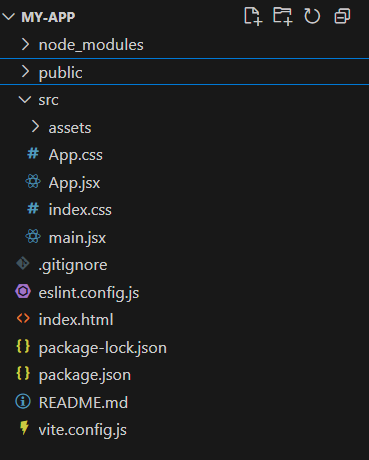 MY-APP
node_modules
public
src
assets
# App.css
App.jsx
# index.css
main.jsx
.gitignore
eslint.config.js
<> index.html
{} package-lock.json
{} package.json
README.md
vite.config.js